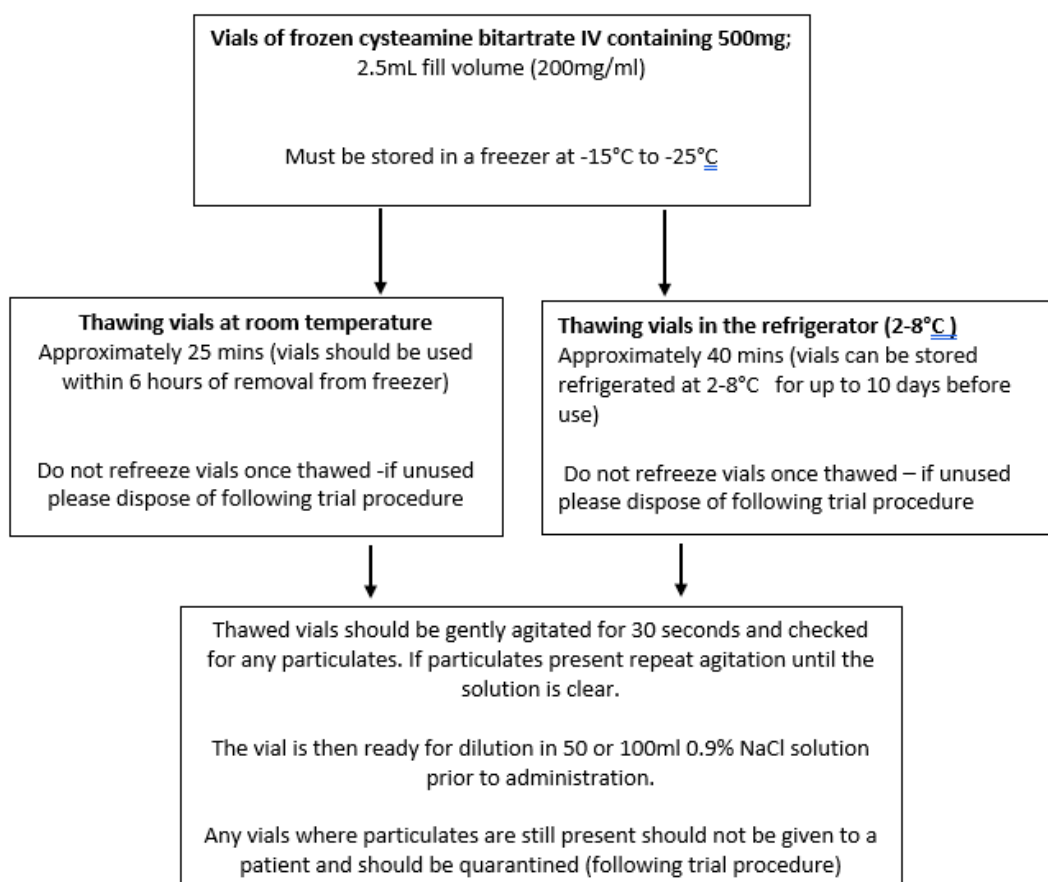 Vials of frozen cysteamine bitartrate IV containing 500mg;
2.5mL fill volume (200mg/ml)
Must be stored in a freezer at -15°C to -25°C
Thawing vials at room temperature
Approximately 25 mins (vials should be used
within 6 hours of removal from freezer)
Do not refreeze vials once thawed -if unused
please dispose of following trial procedure
Thawing vials in the refrigerator (2-8°C )
Approximately 40 mins (vials can be stored
refrigerated at 2-8°C for up to 10 days before
use)
Do not refreeze vials once thawed – if unused
please dispose of following trial procedure
Thawed vials should be gently agitated for 30 seconds and checked
for any particulates. If particulates present repeat agitation until the
solution is clear.
The vial is then ready for dilution in 50 or 100ml 0.9% NaCl solution
prior to administration.
Any vials where particulates are still present should not be given to a
patient and should be quarantined (following trial procedure)